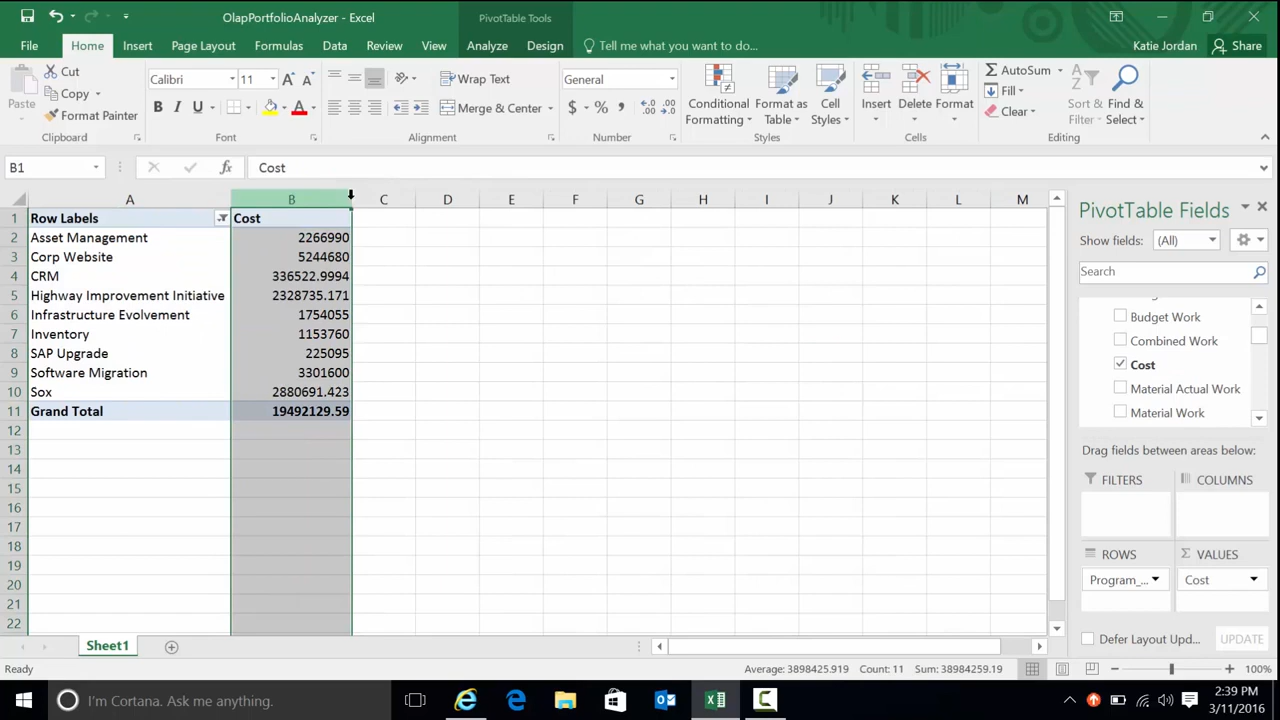 OlapPortfolioAnalyzer - Excel
PivotTable Tools
File Home Insert Page Layout Formulas Data Review View Analyze Design Tell me what you want to do... Katie Jordan Share
Paste
Cut
Copy
Format Painter
Clipboard
Calibri 11
B I U A
Font
Wrap Text
Merge & Center
Alignment
General
$ % ,
Number
Conditional Formatting
Format as Table
Cell Styles
Styles
Insert Delete Format
Cells
AutoSum
Fill
Clear
Sort & Filter
Find & Select
Editing
B1 fx Cost
A B C D E F G H I J K L M
1 Row Labels Cost
2 Asset Management 2266990
3 Corp Website 5244680
4 CRM 336522.9994
5 Highway Improvement Initiative 2328735.171
6 Infrastructure Evolvement 1754055
7 Inventory 1153760
8 SAP Upgrade 225095
9 Software Migration 3301600
10 Sox 2880691.423
11 Grand Total 19492129.59
12
13
14
15
16
17
18
19
20
21
22
PivotTable Fields
Show fields: (All)
Search
Budget Work
Combined Work
Cost
Material Actual Work
Material Work
Drag fields between areas below:
FILTERS COLUMNS
ROWS VALUES
Program_... Cost
Defer Layout Upd... UPDATE
Sheet1
Ready Average: 3898425.919 Count: 11 Sum: 38984259.19 100%
I'm Cortana. Ask me anything.
2:39 PM
3/11/2016